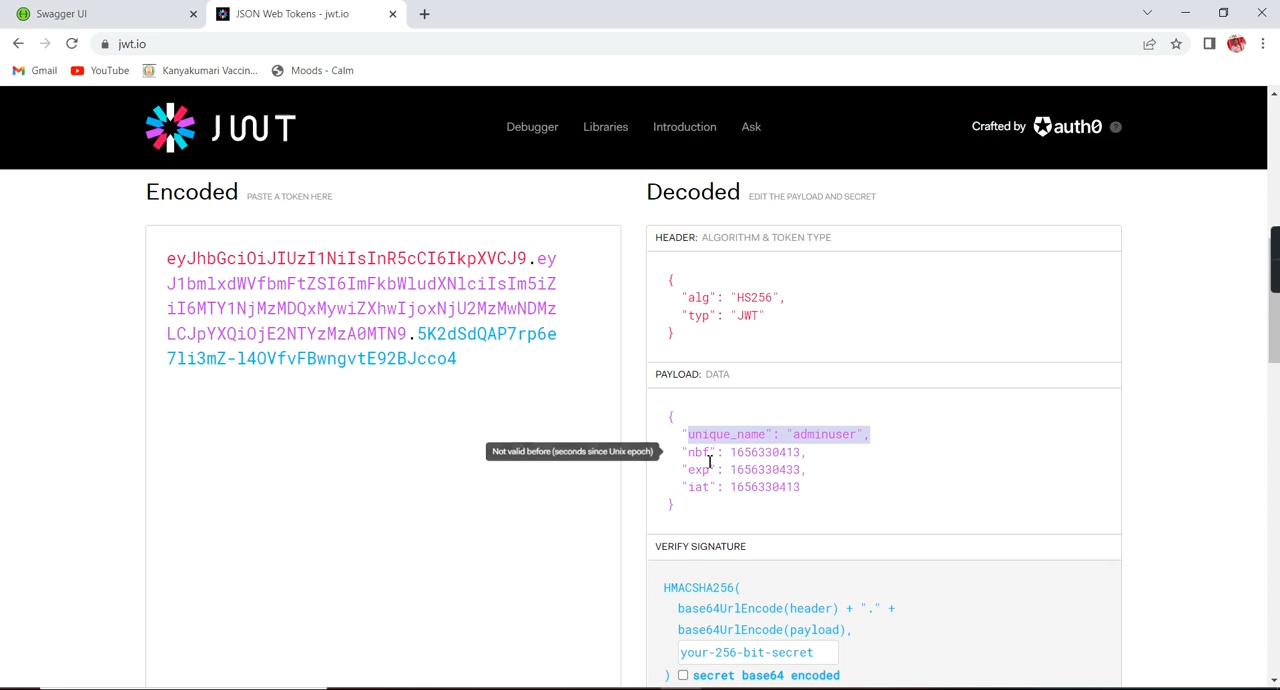 Swagger UI
JSON Web Tokens - jwt.io
jwt.io
Gmail
YouTube
Kanyakumari Vaccin...
Moods - Calm
JWT
Debugger
Libraries
Introduction
Ask
Crafted by auth0 ?
Encoded PASTE A TOKEN HERE
eyJhbGciOiJIUzI1NiIsInR5cCI6IkpXVCJ9.ey
J1bmlxdWVfbmFtZSI6ImFkbWludXNlciIsIm5iZ
iI6MTY1NjMzMDQxMywiZXhwIjoxNjU2MzMwNDMz
LCJpYXQiOjE2NTYzMzA0MTN9.5K2dSdQAP7rp6e
7li3mZ-l4OVfvFBwngvtE92BJcco4
Decoded EDIT THE PAYLOAD AND SECRET
HEADER: ALGORITHM & TOKEN TYPE
{
"alg": "HS256",
"typ": "JWT"
}
PAYLOAD: DATA
{
"unique_name": "adminuser",
Not valid before (seconds since Unix epoch)
"nbf": 1656330413,
"exp": 1656330433,
"iat": 1656330413
}
VERIFY SIGNATURE
HMACSHA256(
base64UrlEncode(header) + "." +
base64UrlEncode(payload),
your-256-bit-secret
) secret base64 encoded